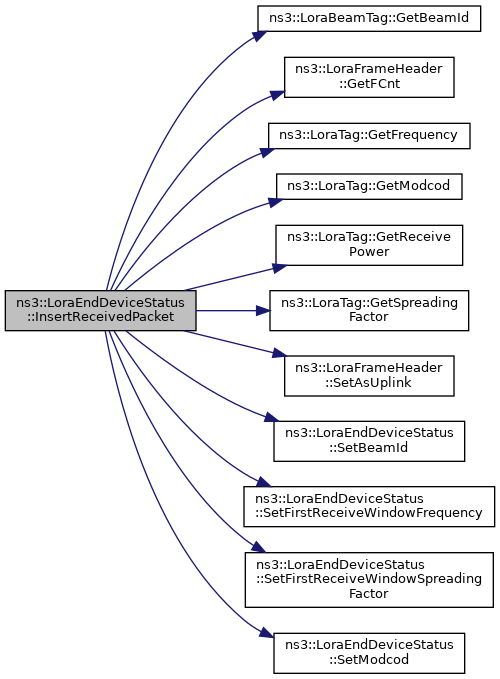 ns3::LoraBeamTag::GetBeamId
ns3::LoraFrameHeader
::GetFCnt
ns3::LoraTag::GetFrequency
ns3::LoraTag::GetModcod
ns3::LoraTag::GetReceive
Power
ns3::LoraEndDeviceStatus
::InsertReceivedPacket
ns3::LoraTag::GetSpreading
Factor
ns3::LoraFrameHeader
::SetAsUplink
ns3::LoraEndDeviceStatus
::SetBeamId
ns3::LoraEndDeviceStatus
::SetFirstReceiveWindowFrequency
ns3::LoraEndDeviceStatus
::SetFirstReceiveWindowSpreading
Factor
ns3::LoraEndDeviceStatus
::SetModcod